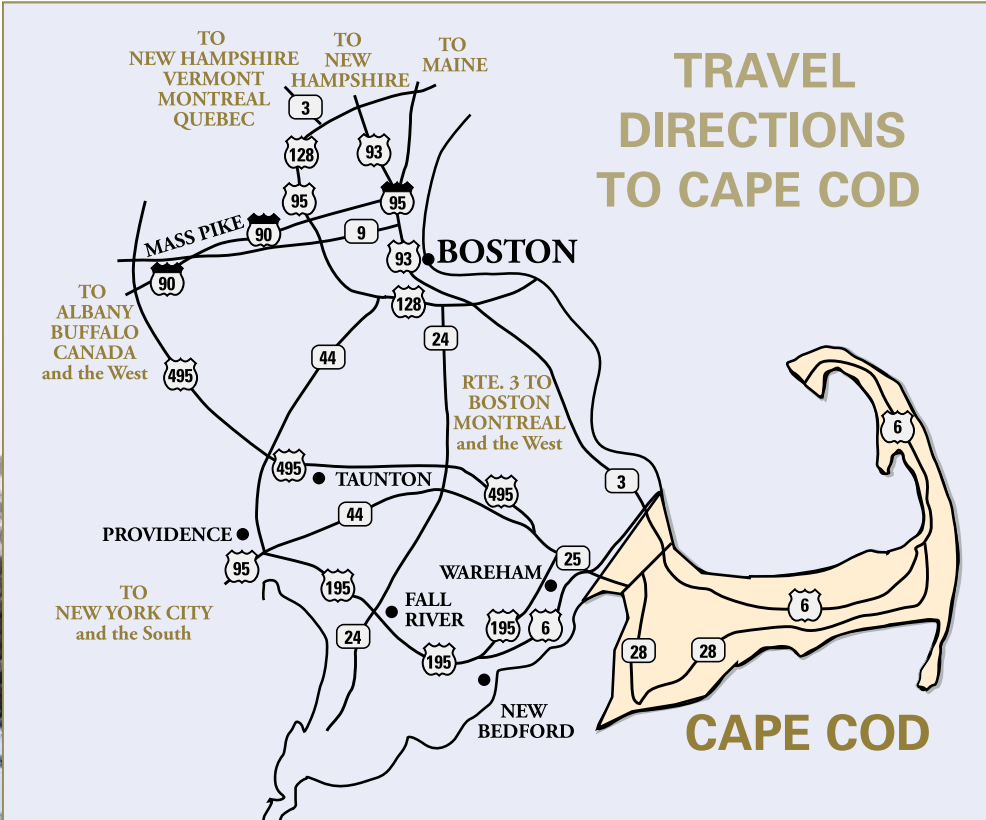 TRAVEL
DIRECTIONS
TO CAPE COD
TO
NEW HAMPSHIRE
VERMONT
MONTREAL
QUEBEC
TO
NEW
HAMPSHIRE
TO
MAINE
3
128
93
95
95
MASS PIKE
90
9
90
93
BOSTON
128
TO
ALBANY
BUFFALO
CANADA
and the West
24
44
495
RTE. 3 TO
BOSTON
MONTREAL
and the West
6
495
TAUNTON
495
3
44
PROVIDENCE
95
25
WAREHAM
195
TO
NEW YORK CITY
and the South
FALL
RIVER
6
195
6
24
28
28
195
NEW
BEDFORD
CAPE COD